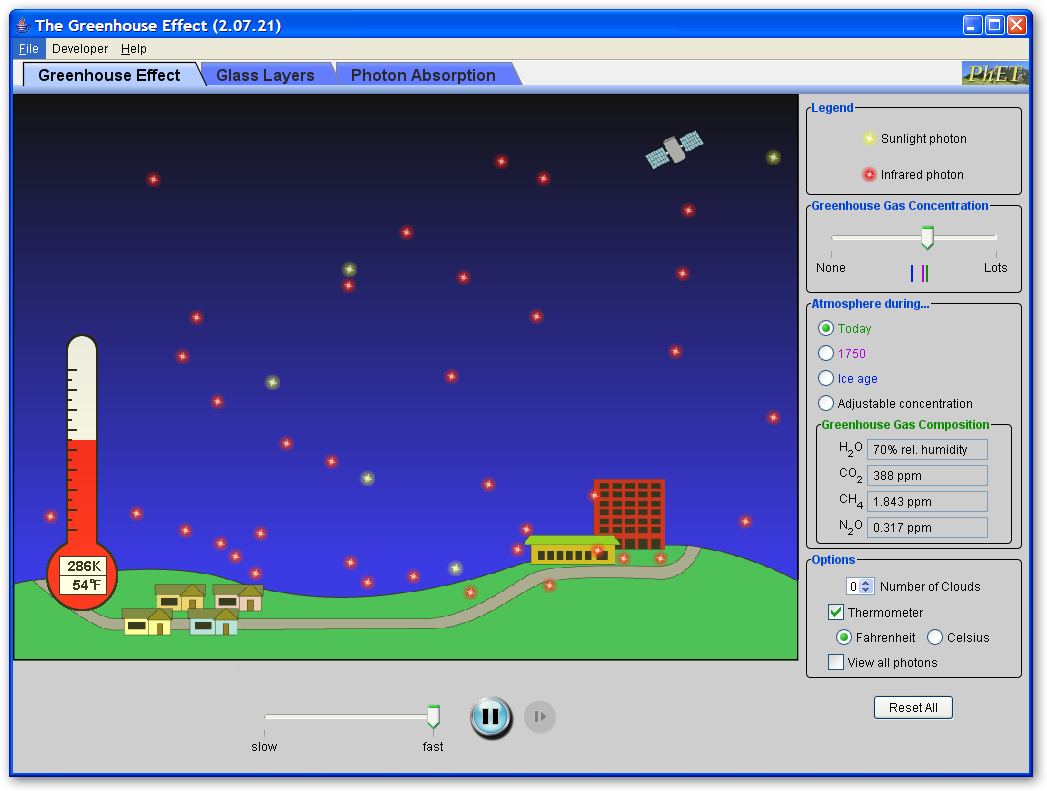 The Greenhouse Effect (2.07.21)
File Developer Help
Greenhouse Effect Glass Layers Photon Absorption
PhET
Legend
Sunlight photon
Infrared photon
Greenhouse Gas Concentration
None Lots
Atmosphere during...
Today
1750
Ice age
Adjustable concentration
Greenhouse Gas Composition
H2O 70% rel. humidity
CO2 388 ppm
CH4 1.843 ppm
N2O 0.317 ppm
Options
0 Number of Clouds
Thermometer
Fahrenheit Celsius
View all photons
Reset All
286K
54°F
slow fast